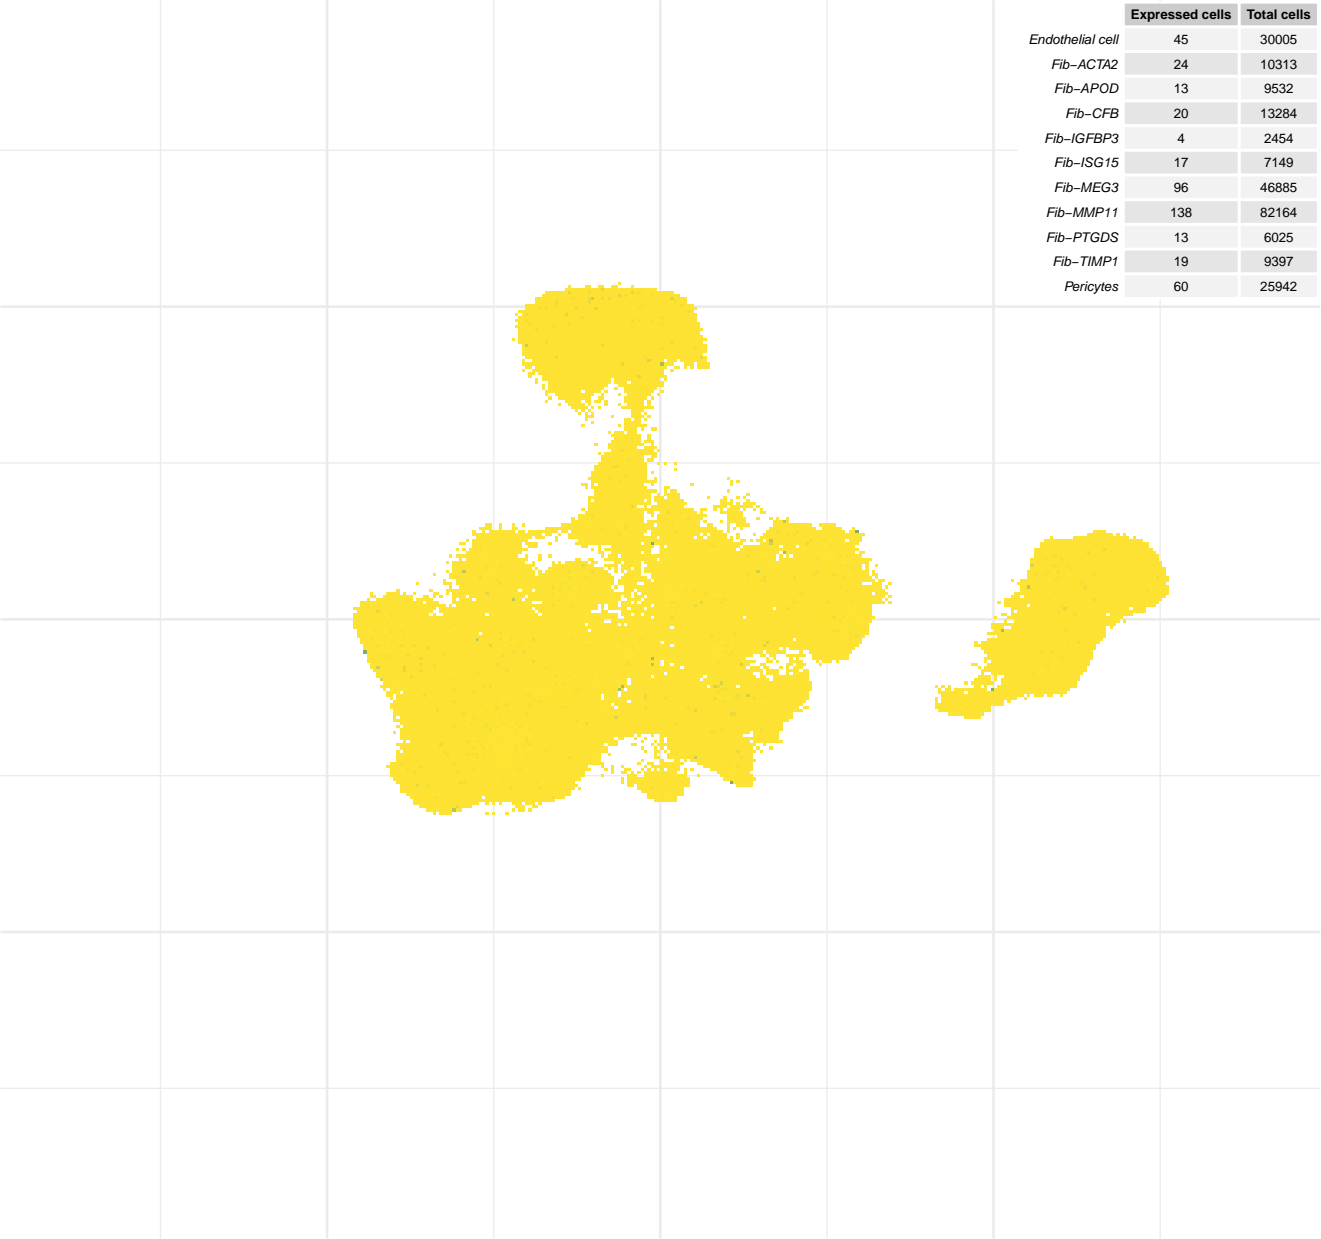 Expressed cells Total cells
Endothelial cell 45 30005
Fib−ACTA2 24 10313
Fib−APOD 13 9532
Fib−CFB 20 13284
Fib−IGFBP3 4 2454
Fib−ISG15 17 7149
Fib−MEG3 96 46885
Fib−MMP11 138 82164
Fib−PTGDS 13 6025
Fib−TIMP1 19 9397
Pericytes 60 25942